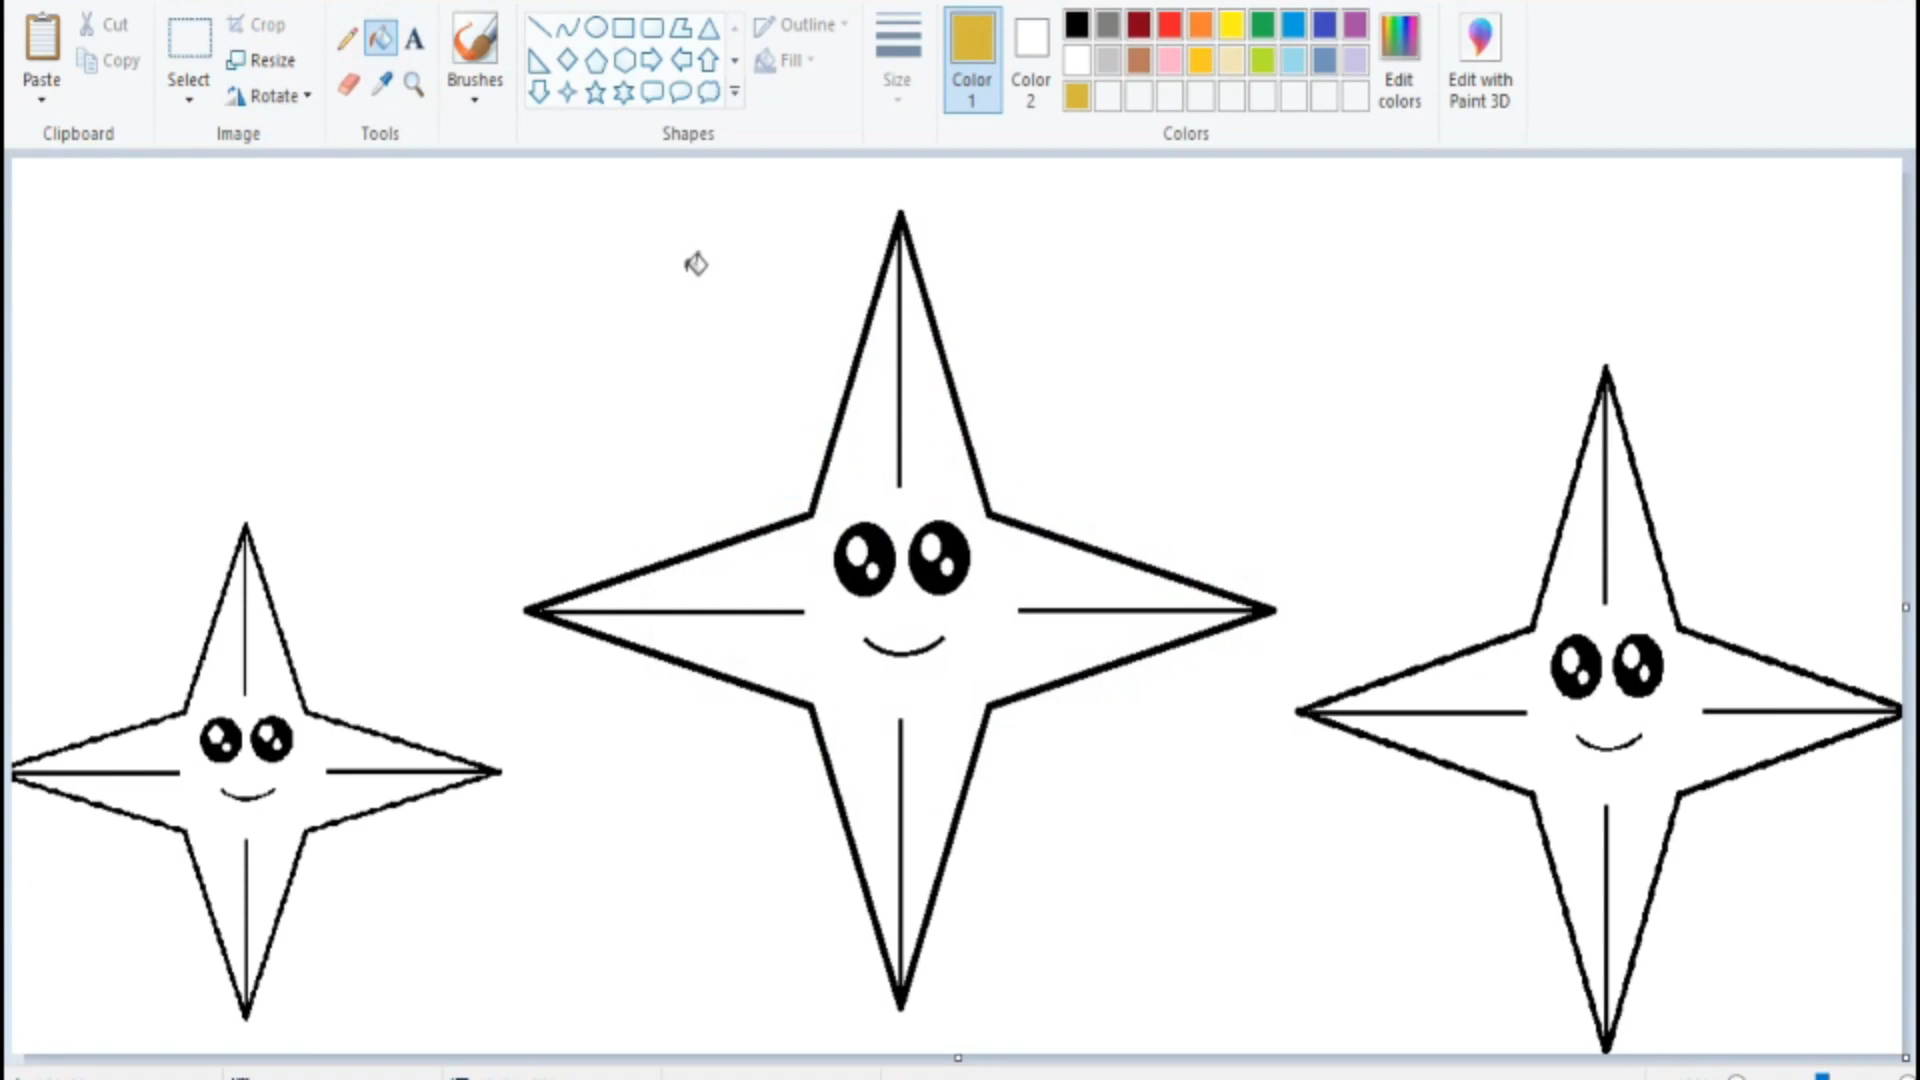 Paste
Cut
Copy
Clipboard
Select
Crop
Resize
Rotate
Image
A
Tools
Brushes
Shapes
Outline
Fill
Size
Color
1
Color
2
Colors
Edit
colors
Edit with
Paint 3D